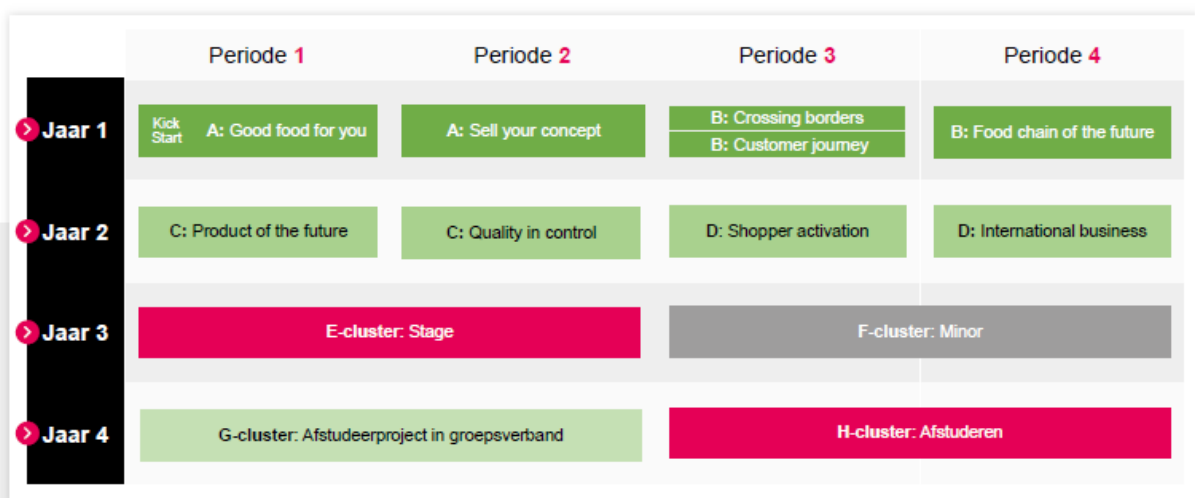 Periode 1 Periode 2 Periode 3 Periode 4
Jaar 1
Kick
Start
A: Good food for you
A: Sell your concept
B: Crossing borders
B: Customer journey
B: Food chain of the future
Jaar 2
C: Product of the future
C: Quality in control
D: Shopper activation
D: International business
Jaar 3
E-cluster: Stage
F-cluster: Minor
Jaar 4
G-cluster: Afstudeerproject in groepsverband
H-cluster: Afstuderen